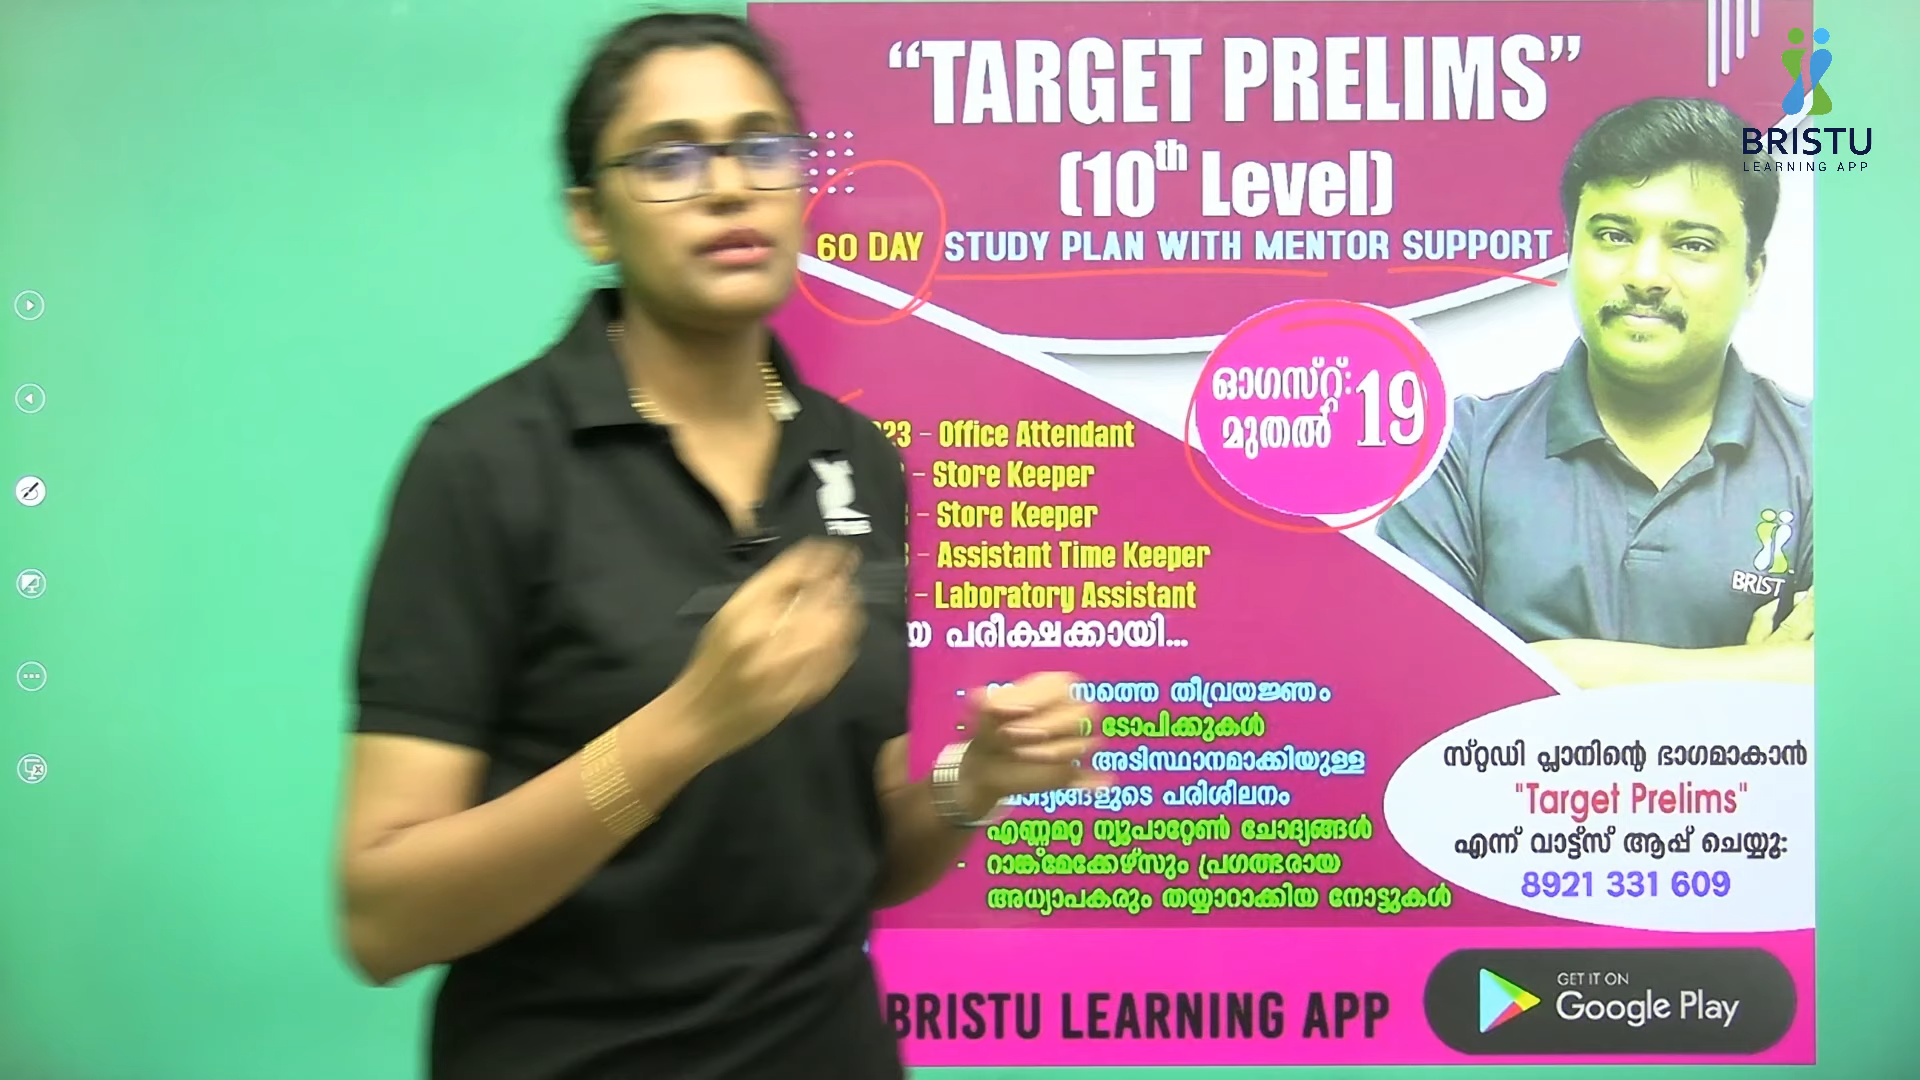 “TARGET PRELIMS”
(10th Level)
60 DAY STUDY PLAN WITH MENTOR SUPPORT
BRISTU
LEARNING APP
ഓഗസ്റ്റ്: 19
മുതൽ
23 – Office Attendant
– Store Keeper
– Store Keeper
– Assistant Time Keeper
– Laboratory Assistant
പരീക്ഷക്കായി...
- തീവ്രയജ്ഞം
- ടോപിക്കുകൾ
അടിസ്ഥാനമാക്കിയുള്ള
പരിശീലനം
എണ്ണമറ്റ ന്യൂപാറ്റേൺ ചോദ്യങ്ങൾ
- റാങ്ക്മേക്കേഴ്സും പ്രഗത്ഭരായ
അധ്യാപകരും തയ്യാറാക്കിയ നോട്ടുകൾ
BRIST
സ്റ്റഡി പ്ലാനിന്റെ ഭാഗമാകാൻ
"Target Prelims"
എന്ന് വാട്ട്സ് ആപ്പ് ചെയ്യൂ:
8921 331 609
BRISTU LEARNING APP
GET IT ON
Google Play